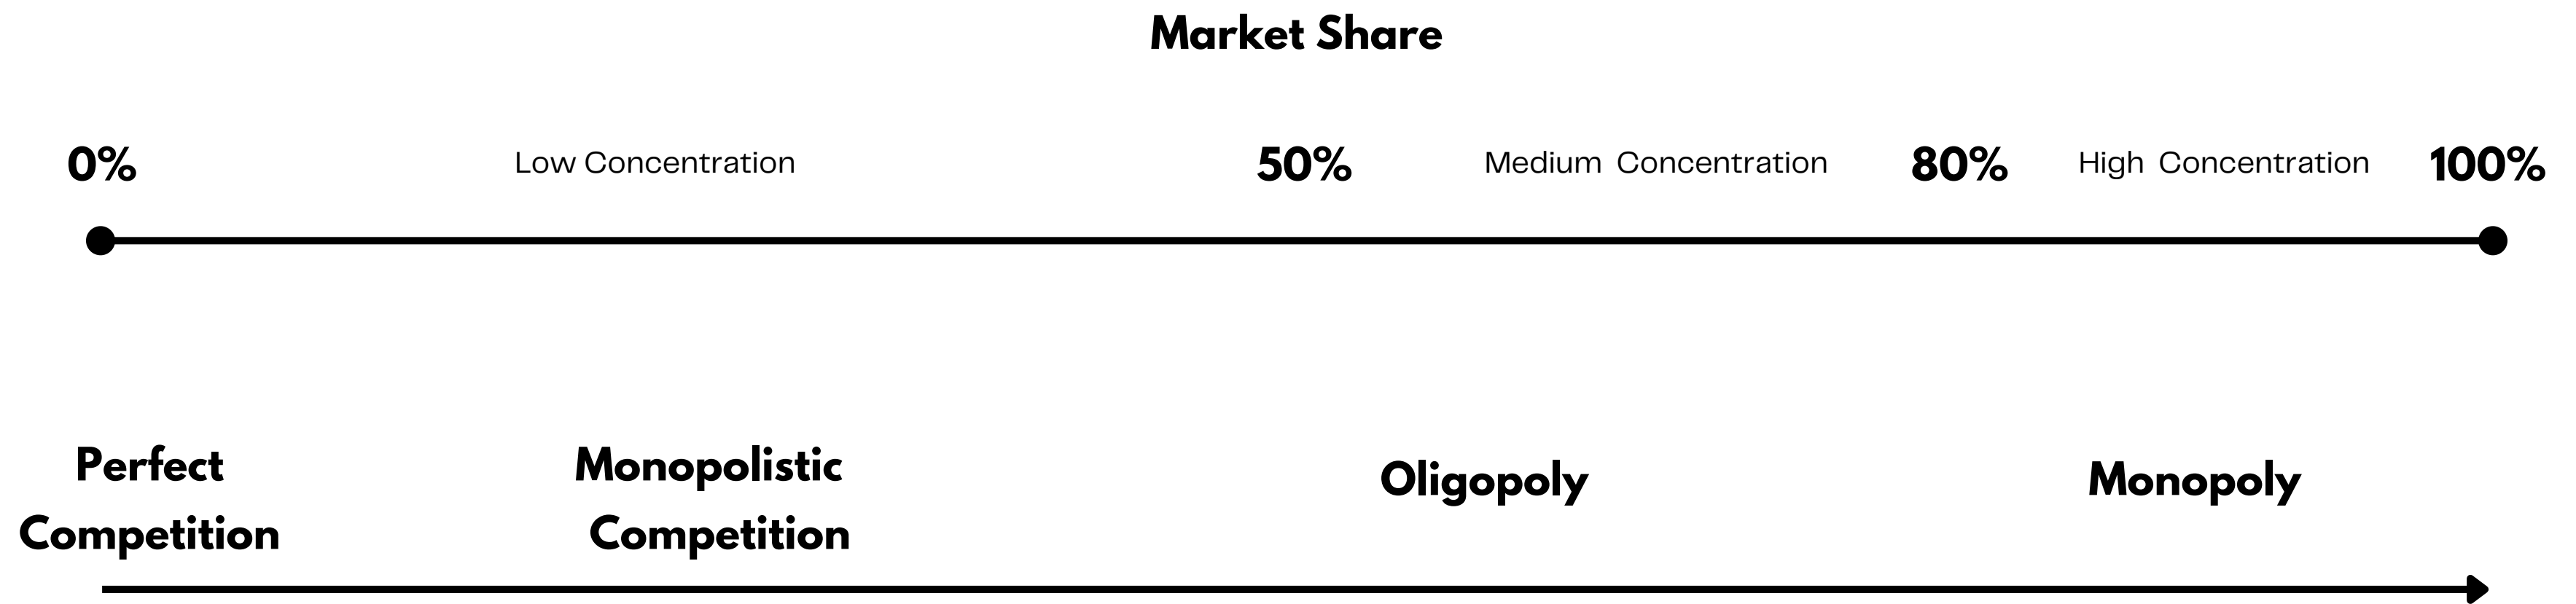 Market Share
0% Low Concentration 50% Medium Concentration 80% High Concentration 100%
Perfect Competition
Monopolistic Competition
Oligopoly
Monopoly